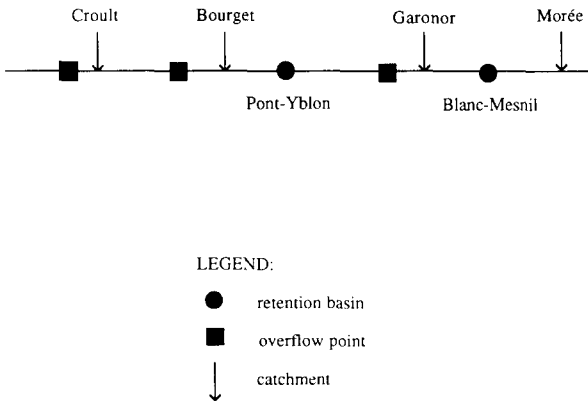 Croult Bourget Garonor Morée
Pont-Yblon Blanc-Mesnil
LEGEND:
retention basin
overflow point
catchment